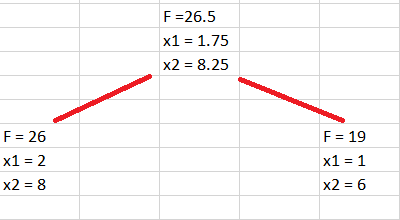 F =26.5
x1 = 1.75
x2 = 8.25
F = 26
x1 = 2
x2 = 8
F = 19
x1 = 1
x2 = 6